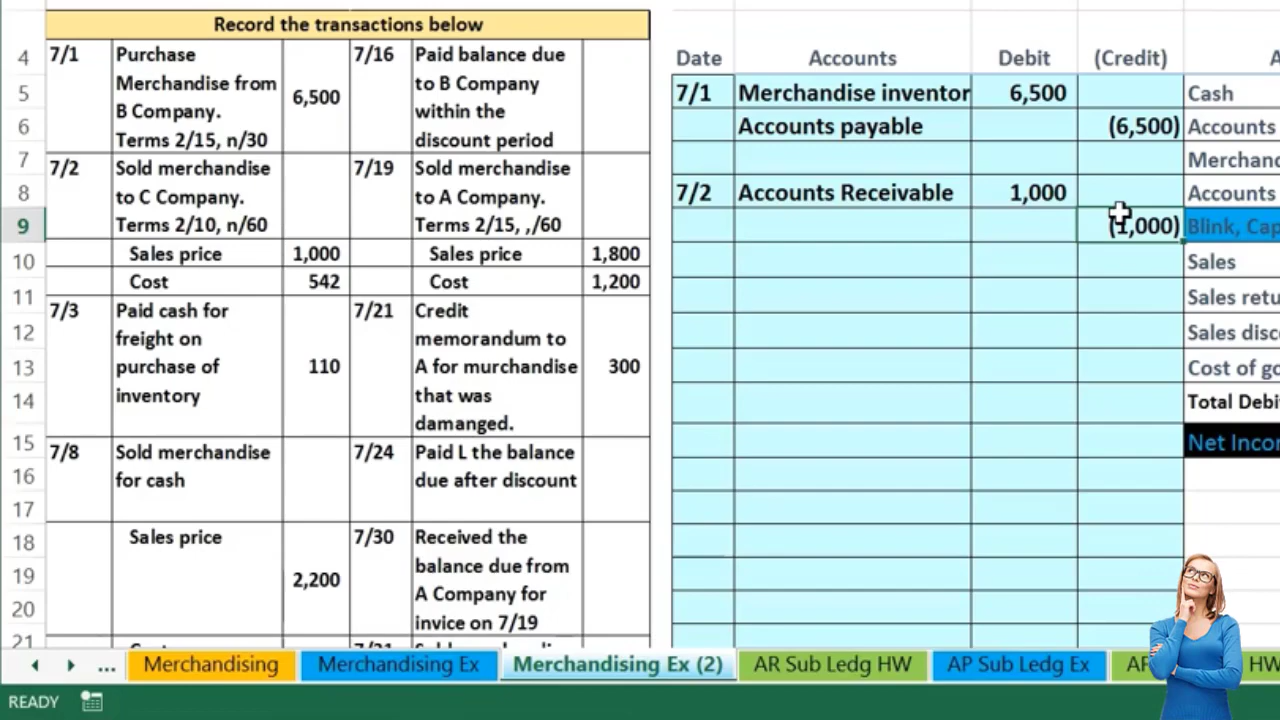 Record the transactions below
4
7/1
Purchase
Merchandise from
B Company.
Terms 2/15, n/30
6,500
7/16
Paid balance due
to B Company
within the
discount period
Date
Accounts
Debit
(Credit)
5
7/1
Merchandise inventor
6,500
Cash
6
Accounts payable
(6,500)
Accounts
7
7/2
Sold merchandise
to C Company.
Terms 2/10, n/60
7/19
Sold merchandise
to A Company.
Terms 2/15, ,/60
Merchand
8
7/2
Accounts Receivable
1,000
Accounts
9
(1,000)
Blink, Cap
10
Sales price
1,000
Sales price
1,800
Sales
Cost
542
Cost
1,200
11
7/3
Paid cash for
freight on
purchase of
inventory
110
7/21
Credit
memorandum to
A for murchandise
that was
damanged.
300
Sales retu
12
Sales disc
13
Cost of go
14
Total Debi
15
7/8
Sold merchandise
for cash
7/24
Paid L the balance
due after discount
Net Incor
16
17
18
Sales price
2,200
7/30
Received the
balance due from
A Company for
invice on 7/19
19
20
21
...
Merchandising
Merchandising Ex
Merchandising Ex (2)
AR Sub Ledg HW
AP Sub Ledg Ex
HW
READY